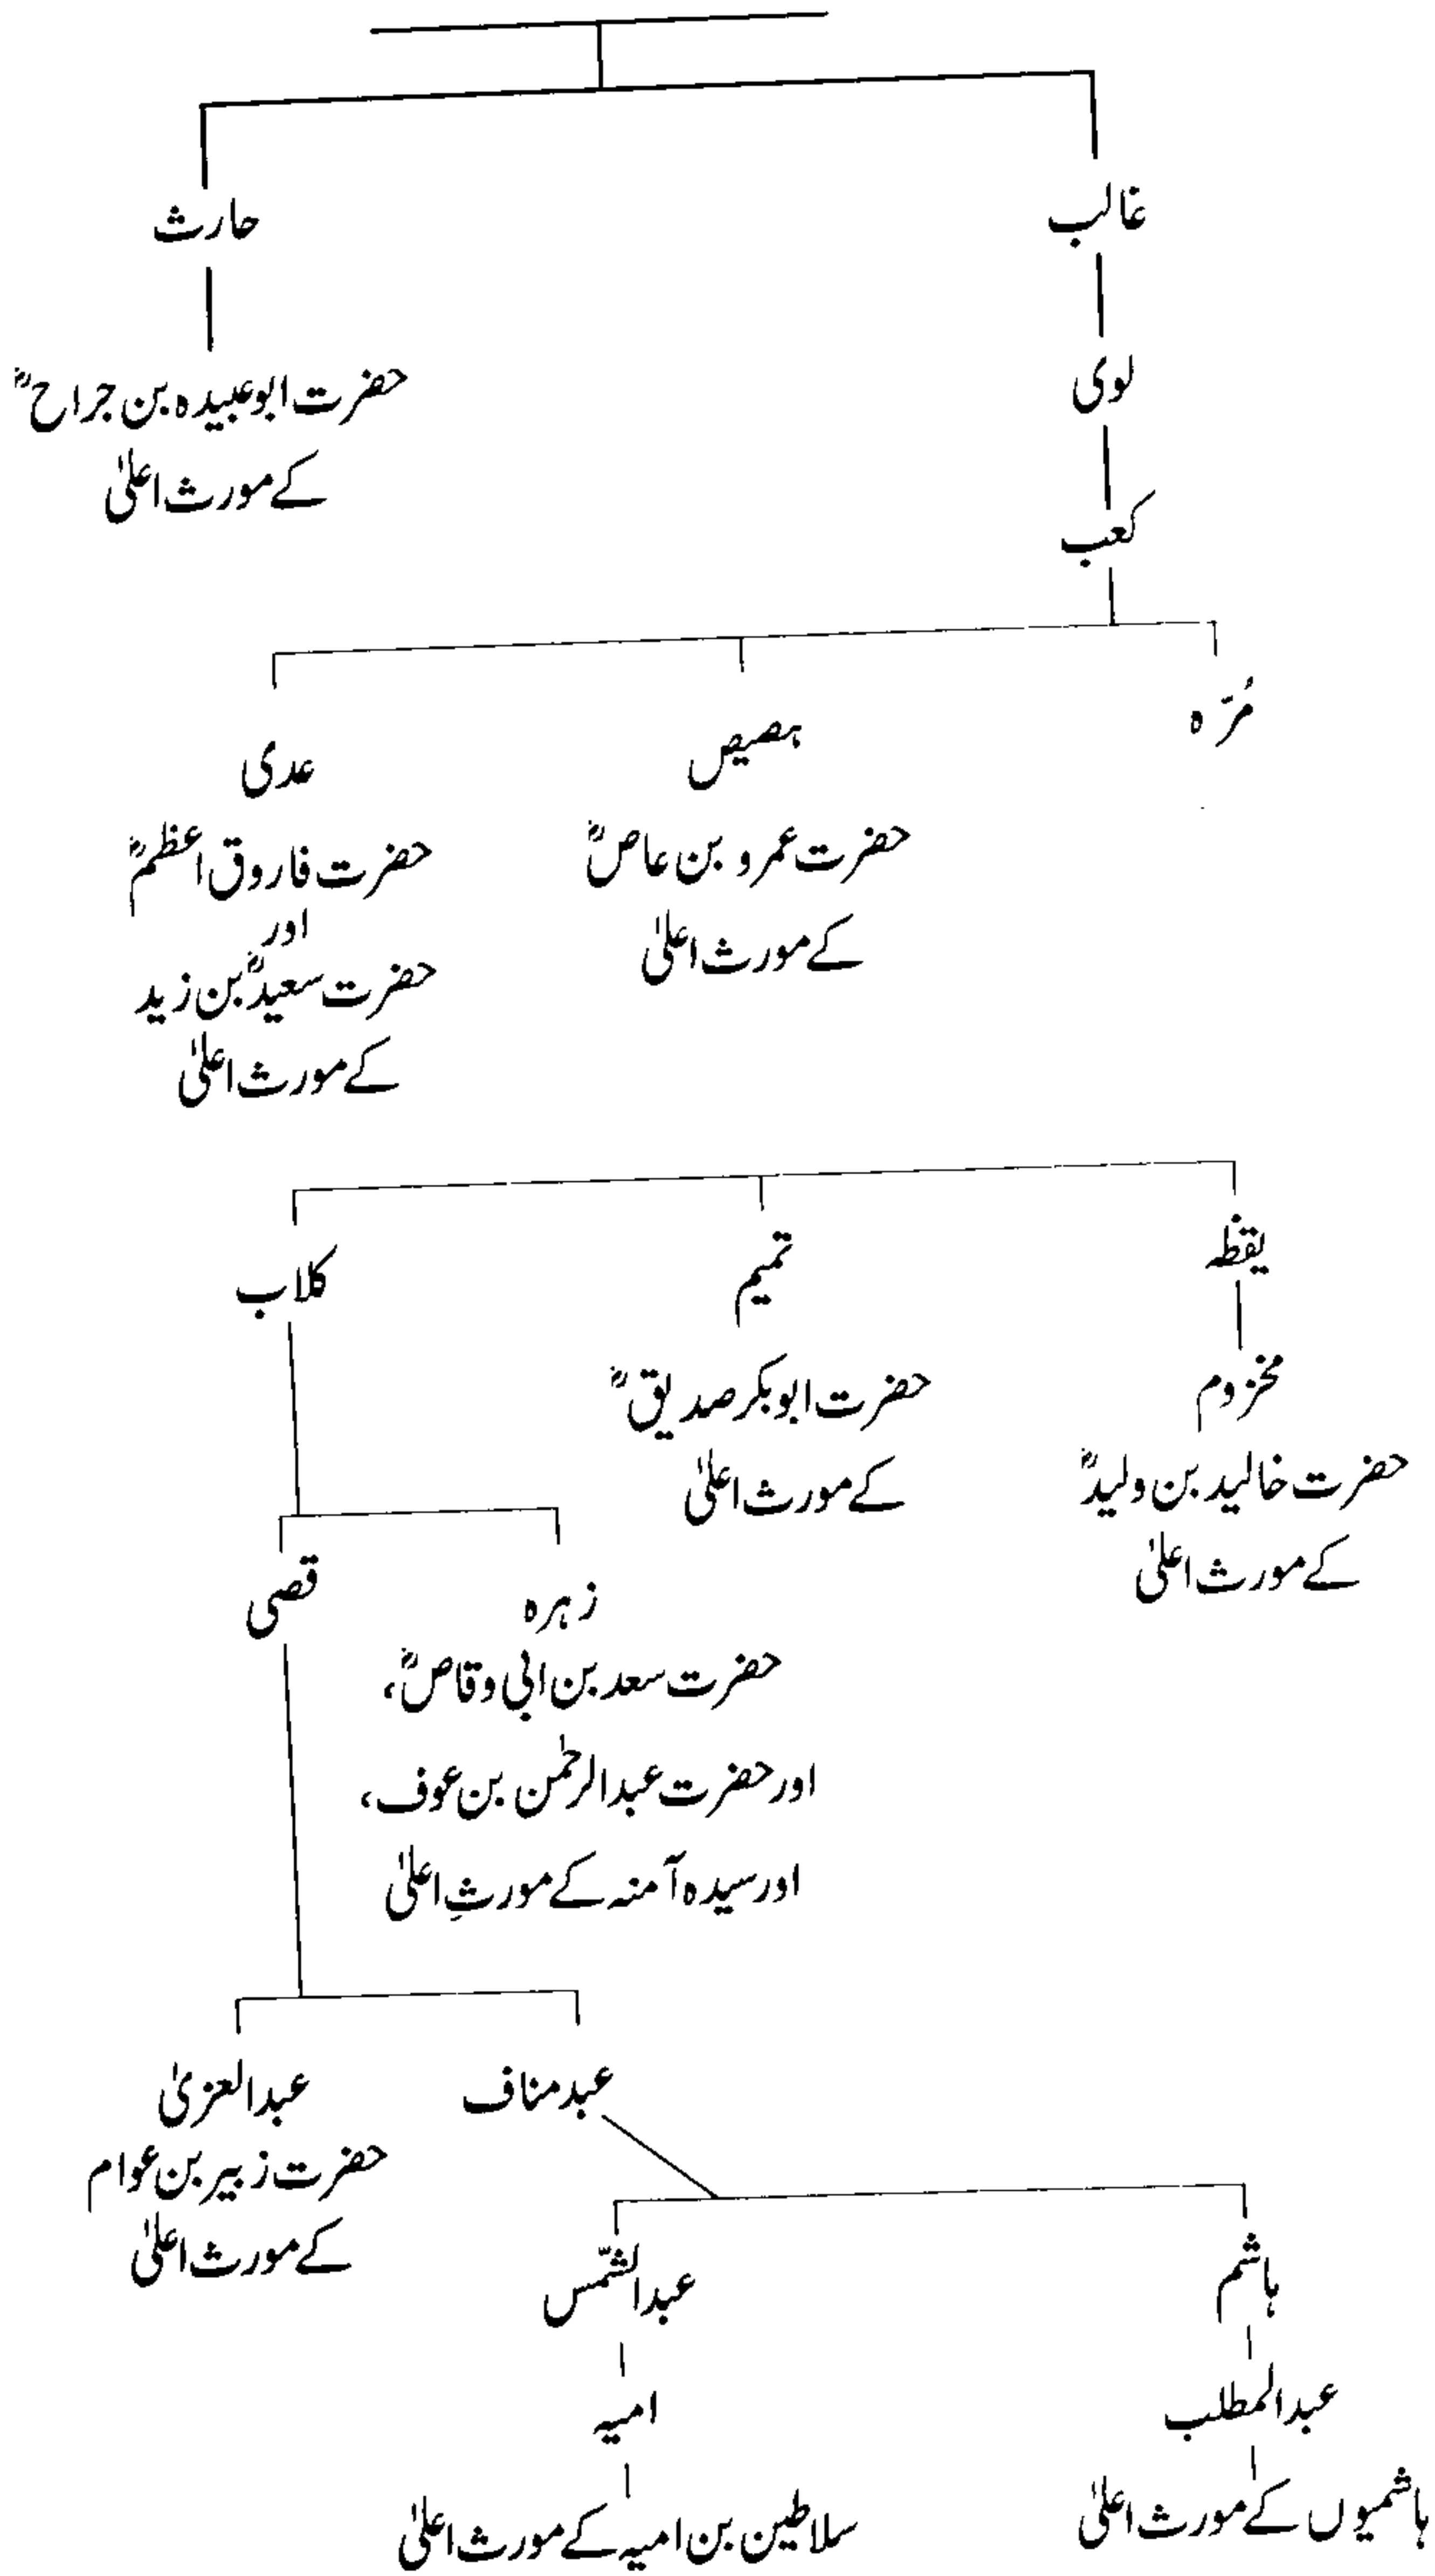 غالب
حارث
لوی
حضرت ابوعبیدہ بن جراحؓ
کے مورث اعلیٰ
کعب
مُرّہ
ہصیص
حضرت عمرو بن عاصؓ
کے مورث اعلیٰ
عدی
حضرت فاروق اعظمؓ
اور
حضرت سعیدؓ بن زید
کے مورث اعلیٰ
یقظہ
مخزوم
حضرت خالید بن ولیدؓ
کے مورث اعلیٰ
تمیم
حضرت ابوبکر صدیقؓ
کے مورث اعلیٰ
کلاب
زہرہ
حضرت سعد بن ابی وقاصؓ،
اور حضرت عبدالرحمٰن بن عوف،
اور سیدہ آمنہ کے مورثِ اعلیٰ
قصی
عبد مناف
عبدالعزیٰ
حضرت زبیر بن عوام
کے مورث اعلیٰ
ہاشم
عبدالمطلب
ہاشمیوں کے مورث اعلیٰ
عبدالشّمس
امیہ
سلاطین بن امیہ کے مورث اعلیٰ